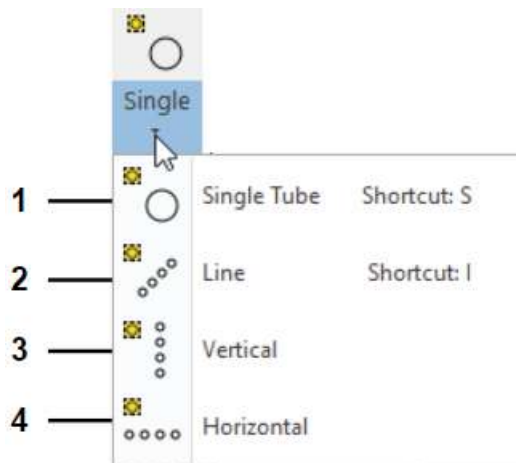 Single
1 Single Tube Shortcut: S
2 Line Shortcut: I
3 Vertical
4 Horizontal